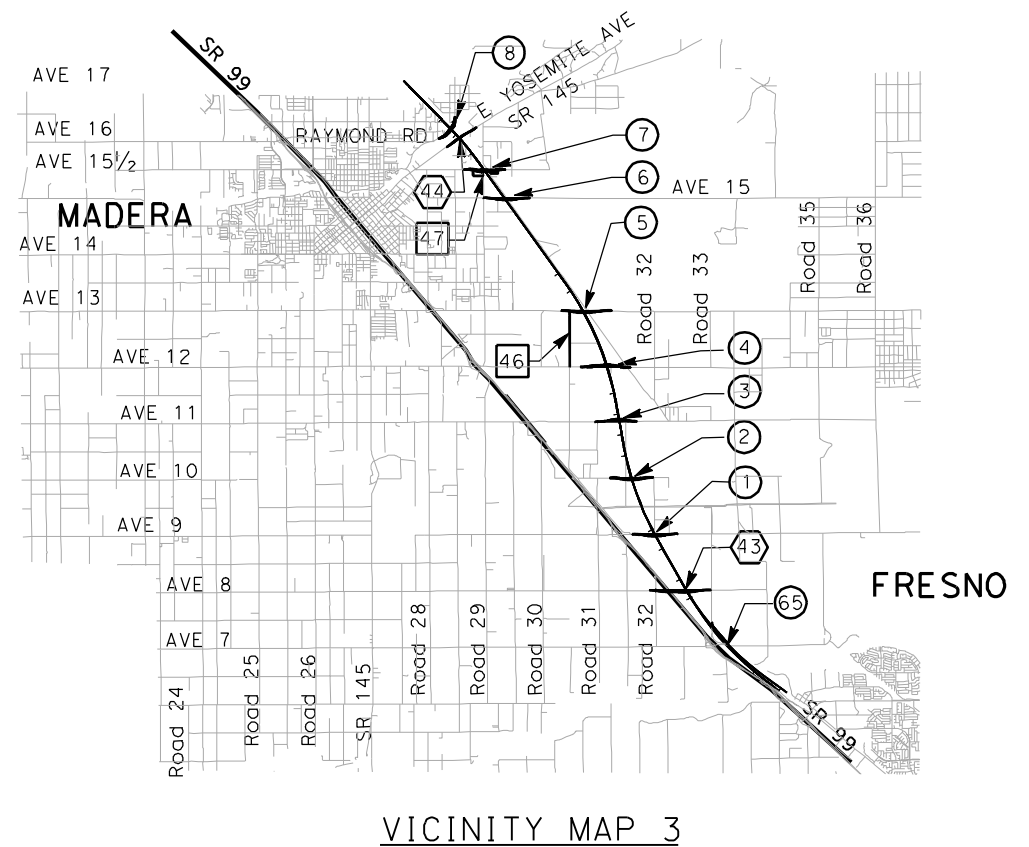 SR 99
8
E YOSEMITE AVE
SR 145
AVE 17
AVE 16
RAYMOND RD
7
AVE 15½
44
6
AVE 15
MADERA
47
5
Road 35
Road 36
AVE 14
Road 32
Road 33
AVE 13
4
AVE 12
46
3
AVE 11
2
AVE 10
1
AVE 9
43
AVE 8
FRESNO
65
AVE 7
Road 24
Road 25
Road 26
SR 145
Road 28
Road 29
Road 30
Road 31
Road 32
SR 99
VICINITY MAP 3